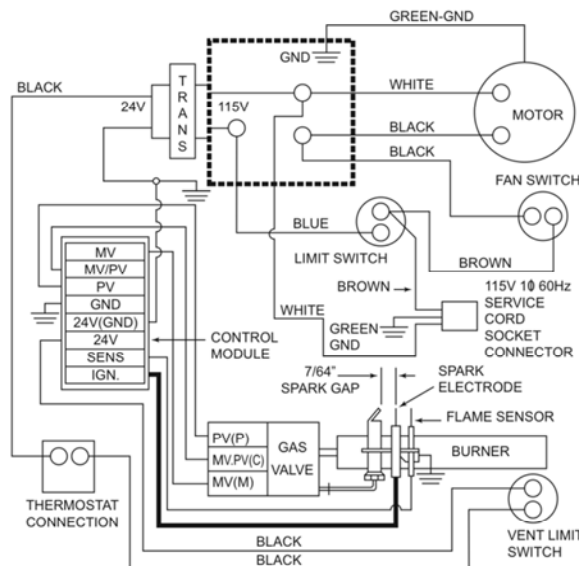 GREEN-GND
GND
BLACK
24V
TRANS
115V
WHITE
MOTOR
BLACK
BLACK
FAN SWITCH
BLUE
LIMIT SWITCH
BROWN
BROWN
115V 1ϕ 60Hz
SERVICE
CORD
SOCKET
CONNECTOR
WHITE
GREEN
GND
MV
MV/PV
PV
GND
24V(GND)
24V
SENS
IGN.
CONTROL
MODULE
7/64"
SPARK GAP
SPARK
ELECTRODE
FLAME SENSOR
PV(P)
MV.PV(C)
MV(M)
GAS
VALVE
BURNER
THERMOSTAT
CONNECTION
BLACK
BLACK
VENT LIMIT
SWITCH